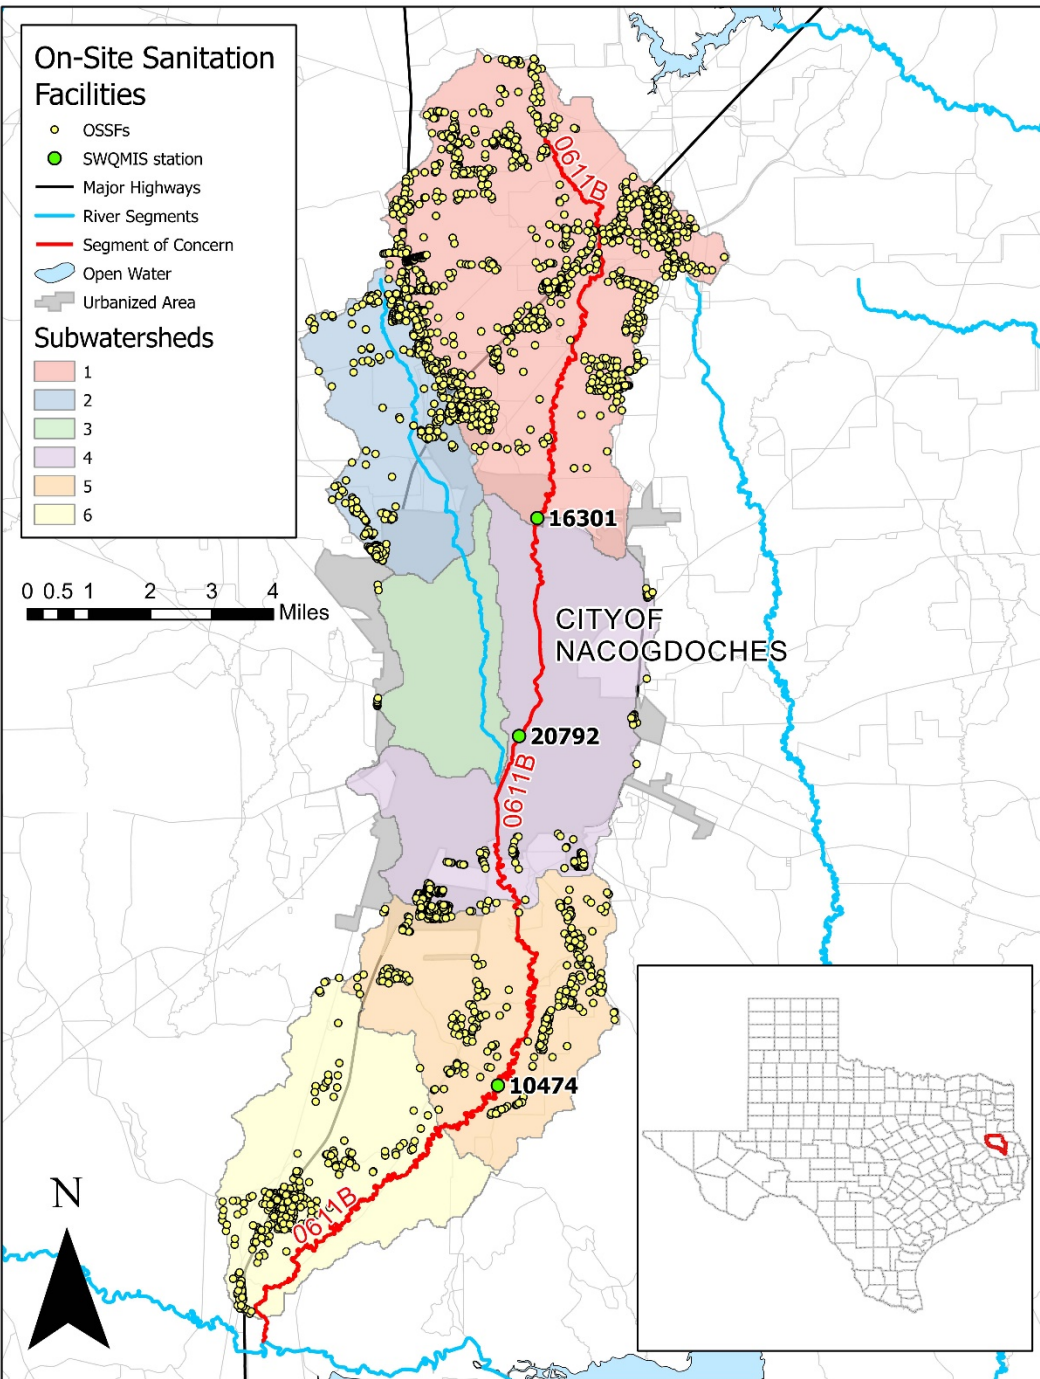 On-Site Sanitation
Facilities
OSSFs
SWQMIS station
Major Highways
River Segments
Segment of Concern
Open Water
Urbanized Area
Subwatersheds
1
2
3
4
5
6
0 0.5 1 2 3 4
Miles
0611B
16301
CITYOF
NACOGDOCHES
20792
0611B
10474
0611B
N